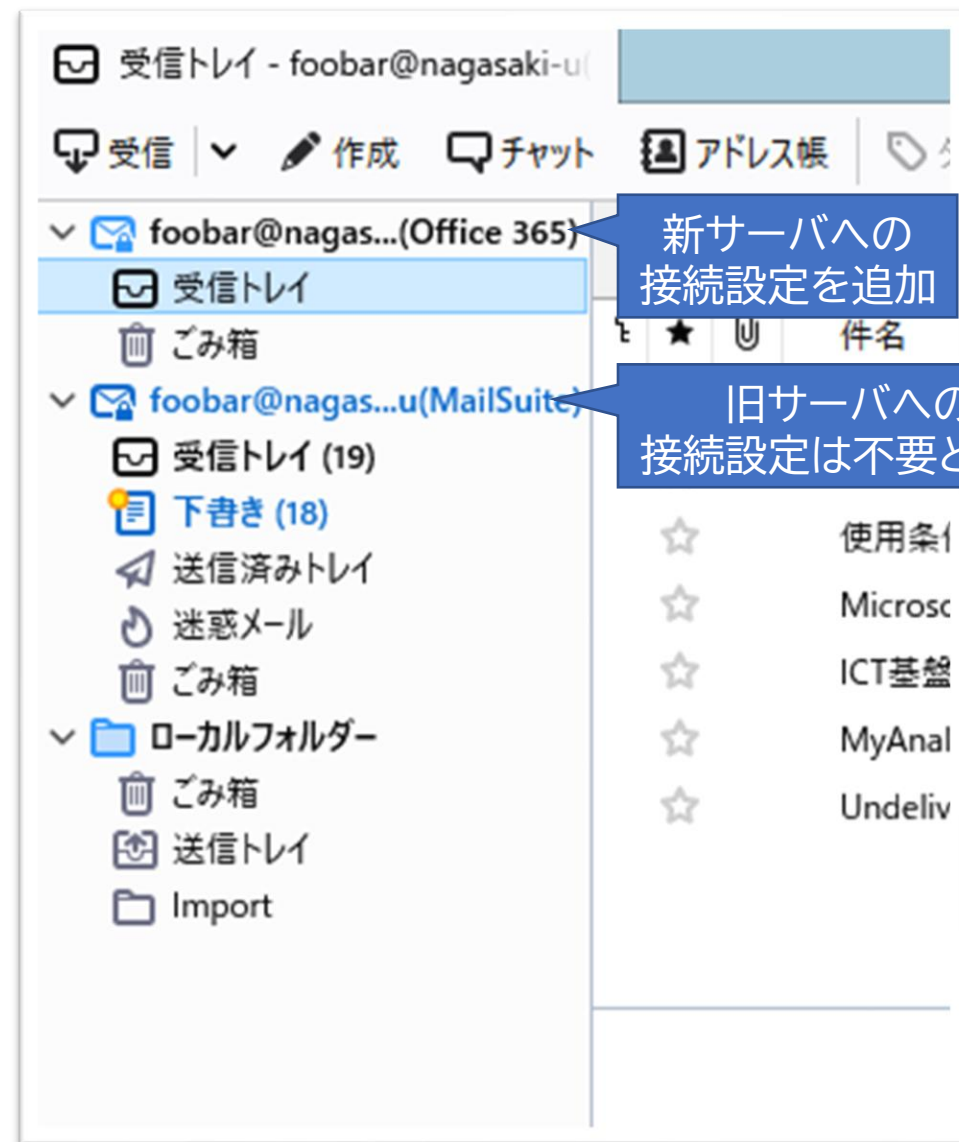 受信トレイ - foobar@nagasaki-u(
受信 作成 チャット アドレス帳
foobar@nagas...(Office 365)
新サーバへの
接続設定を追加
受信トレイ
ごみ箱
件名
foobar@nagas...u(MailSuite)
旧サーバへの
接続設定は不要と
受信トレイ (19)
下書き (18)
送信済みトレイ
迷惑メール
ごみ箱
ローカルフォルダー
ごみ箱
送信トレイ
Import
使用条
Microso
ICT基盤
MyAnal
Undeliv